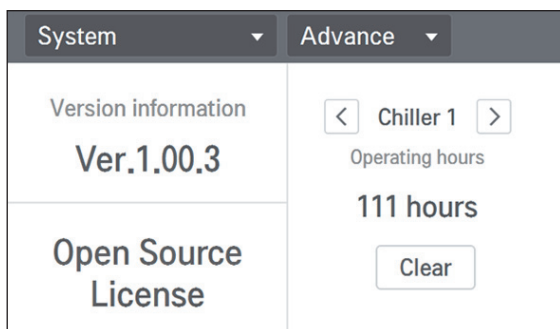 System
Advance
Version information
Ver.1.00.3
Open Source
License
Chiller 1
Operating hours
111 hours
Clear